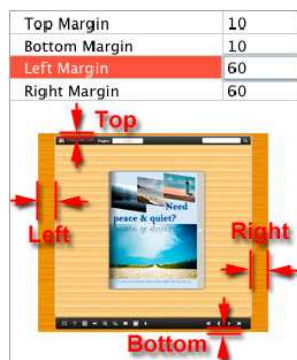 Top Margin 10
Bottom Margin 10
Left Margin 60
Right Margin 60
Top
Pages:
Need
peace & quiet?
Left
Right
Bottom